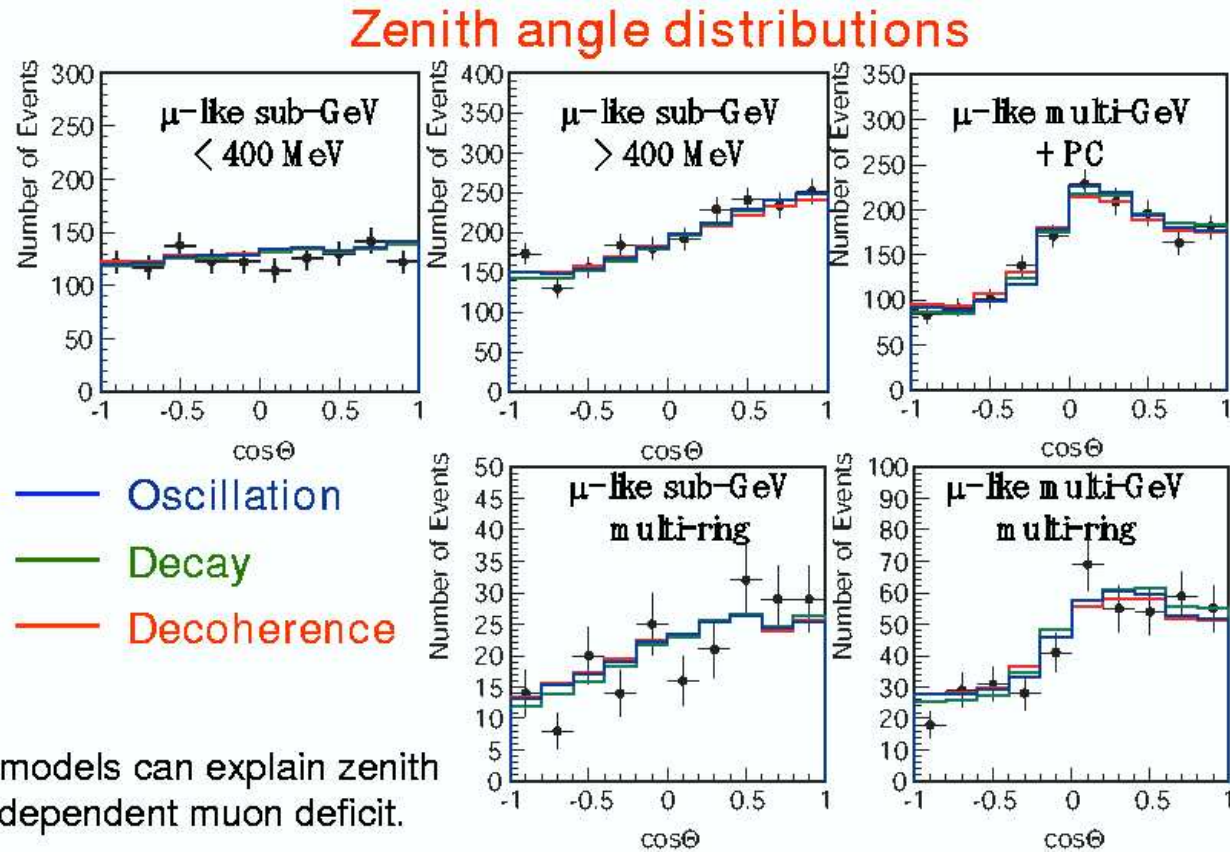 Zenith angle distributions
Number of Events
300
250
200
150
100
50
0
μ-like sub-GeV
< 400 MeV
-1 -0.5 0 0.5 1
cosΘ
Number of Events
400
350
300
250
200
150
100
50
0
μ-like sub-GeV
> 400 MeV
-1 -0.5 0 0.5 1
cosΘ
Number of Events
350
300
250
200
150
100
50
0
μ-like multi-GeV
+ PC
-1 -0.5 0 0.5 1
cosΘ
Oscillation
Decay
Decoherence
Number of Events
50
45
40
35
30
25
20
15
10
5
0
μ-like sub-GeV
multi-ring
-1 -0.5 0 0.5 1
cosΘ
Number of Events
100
90
80
70
60
50
40
30
20
10
0
μ-like multi-GeV
multi-ring
-1 -0.5 0 0.5 1
cosΘ
models can explain zenith
dependent muon deficit.